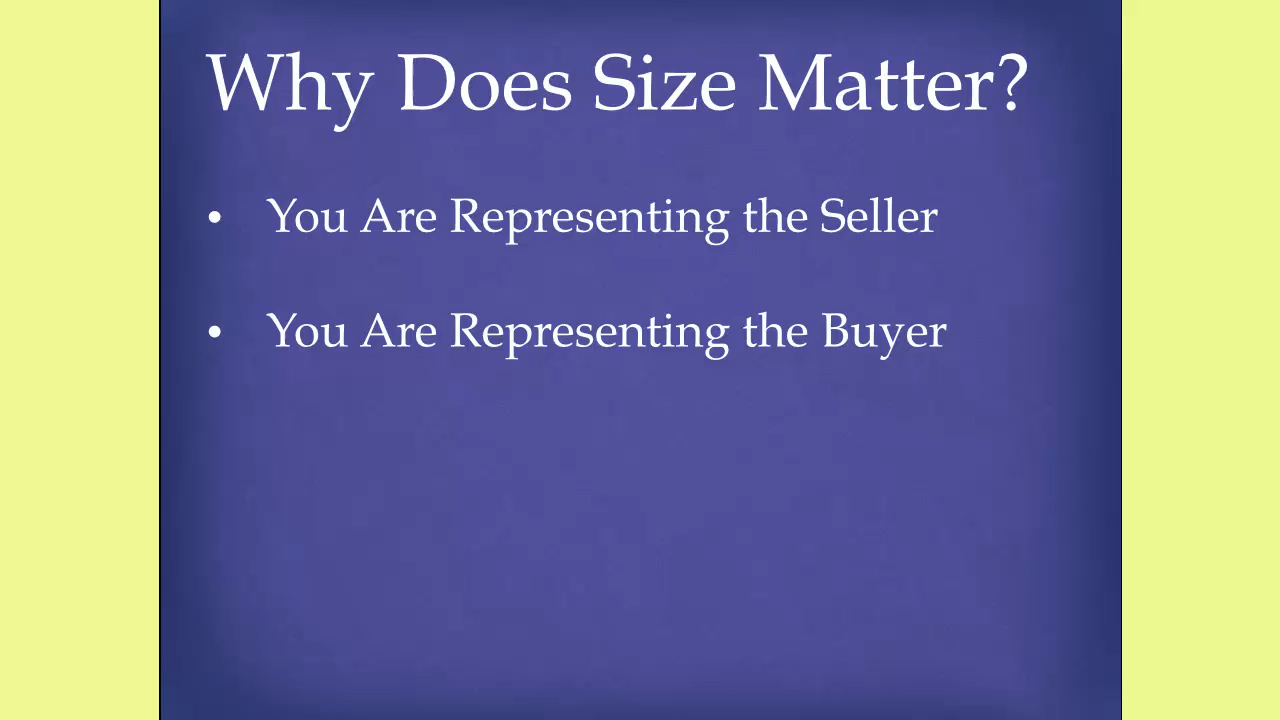 Why Does Size Matter?
• You Are Representing the Seller
• You Are Representing the Buyer